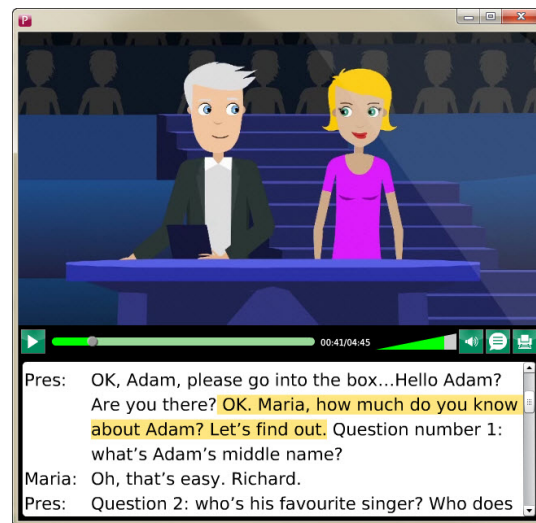 P
00:41/04:45
Pres: OK, Adam, please go into the box...Hello Adam?
Are you there? OK. Maria, how much do you know
about Adam? Let's find out. Question number 1:
what's Adam's middle name?
Maria: Oh, that's easy. Richard.
Pres: Question 2: who's his favourite singer? Who does